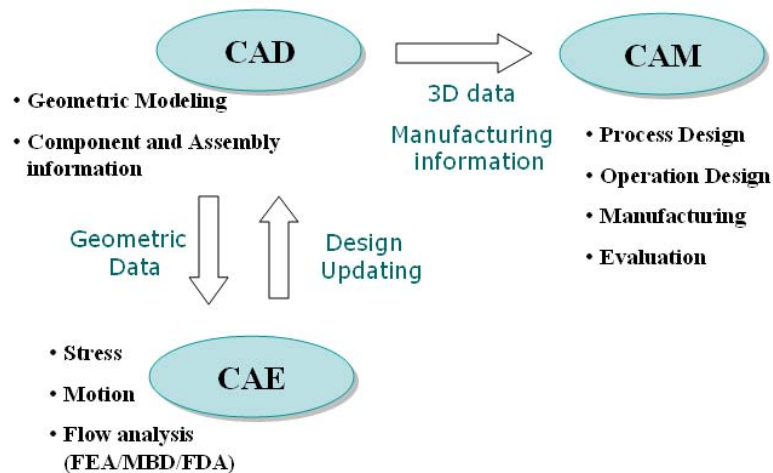 CAD
• Geometric Modeling
• Component and Assembly
information
3D data
Manufacturing
information
CAM
• Process Design
• Operation Design
• Manufacturing
• Evaluation
Geometric
Data
Design
Updating
CAE
• Stress
• Motion
• Flow analysis
(FEA/MBD/FDA)